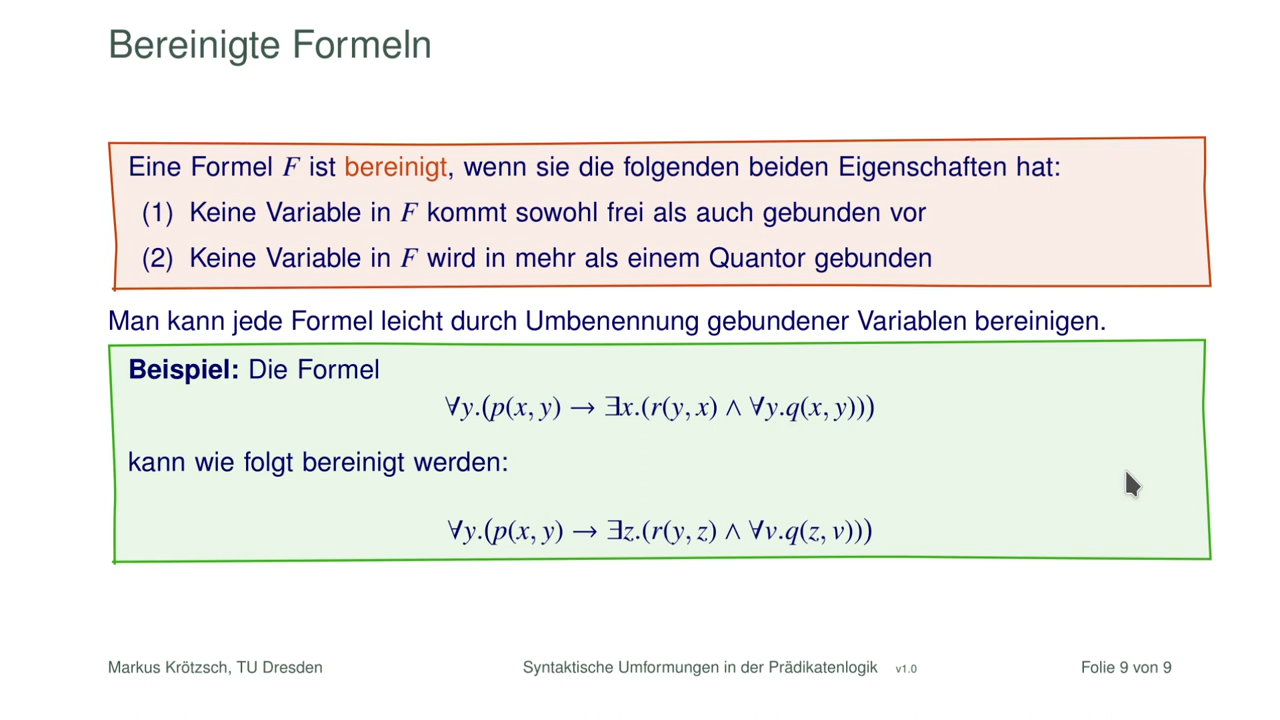 Bereinigte Formeln
Eine Formel F ist bereinigt, wenn sie die folgenden beiden Eigenschaften hat:
(1) Keine Variable in F kommt sowohl frei als auch gebunden vor
(2) Keine Variable in F wird in mehr als einem Quantor gebunden
Man kann jede Formel leicht durch Umbenennung gebundener Variablen bereinigen.
Beispiel: Die Formel
∀y.(p(x, y) → ∃x.(r(y, x) ∧ ∀y.q(x, y)))
kann wie folgt bereinigt werden:
∀y.(p(x, y) → ∃z.(r(y, z) ∧ ∀v.q(z, v)))
Markus Krötzsch, TU Dresden Syntaktische Umformungen in der Prädikatenlogik v1.0 Folie 9 von 9